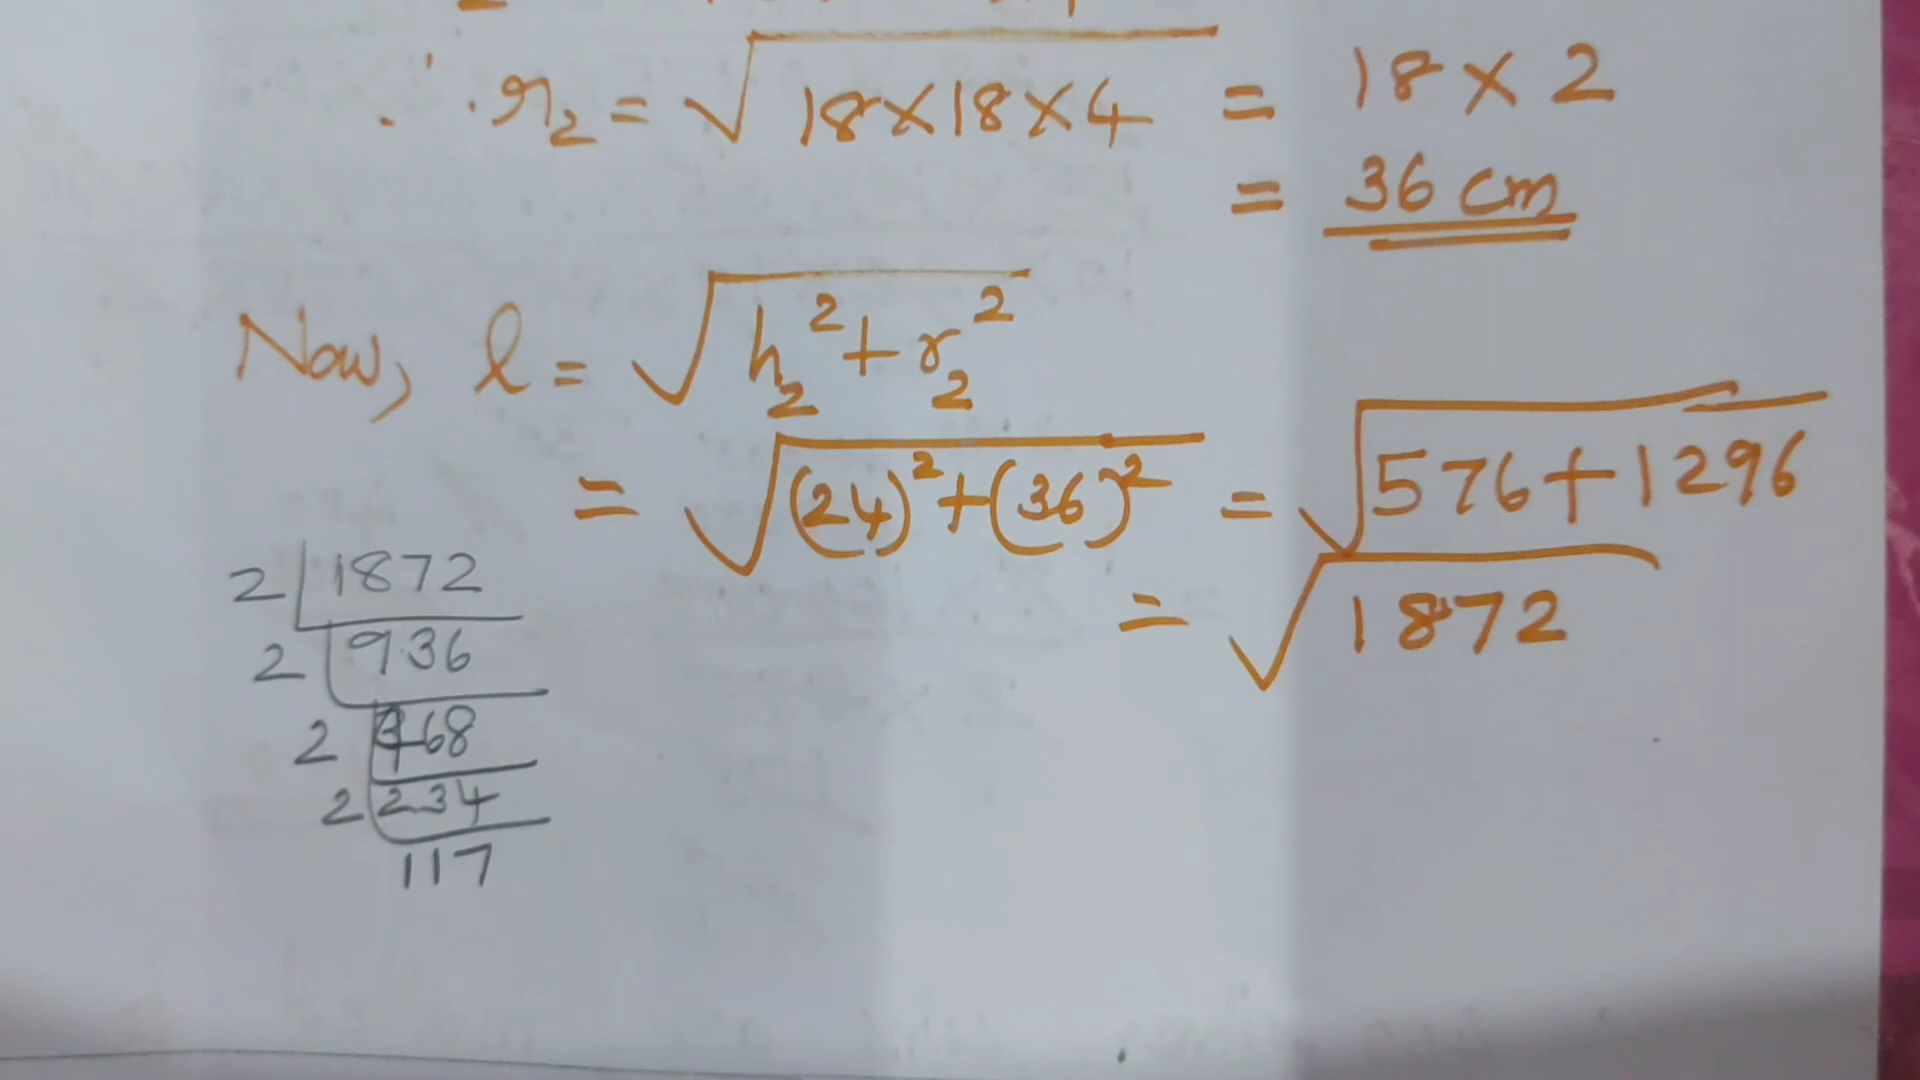 ∴ r₂ = √(18×18×4) = 18 × 2
= 36 cm
Now, l = √(h₂² + r₂²)
= √((24)² + (36)²) = √(576 + 1296)
= √1872
2 | 1872
2 | 936
2 | 468
2 | 234
117